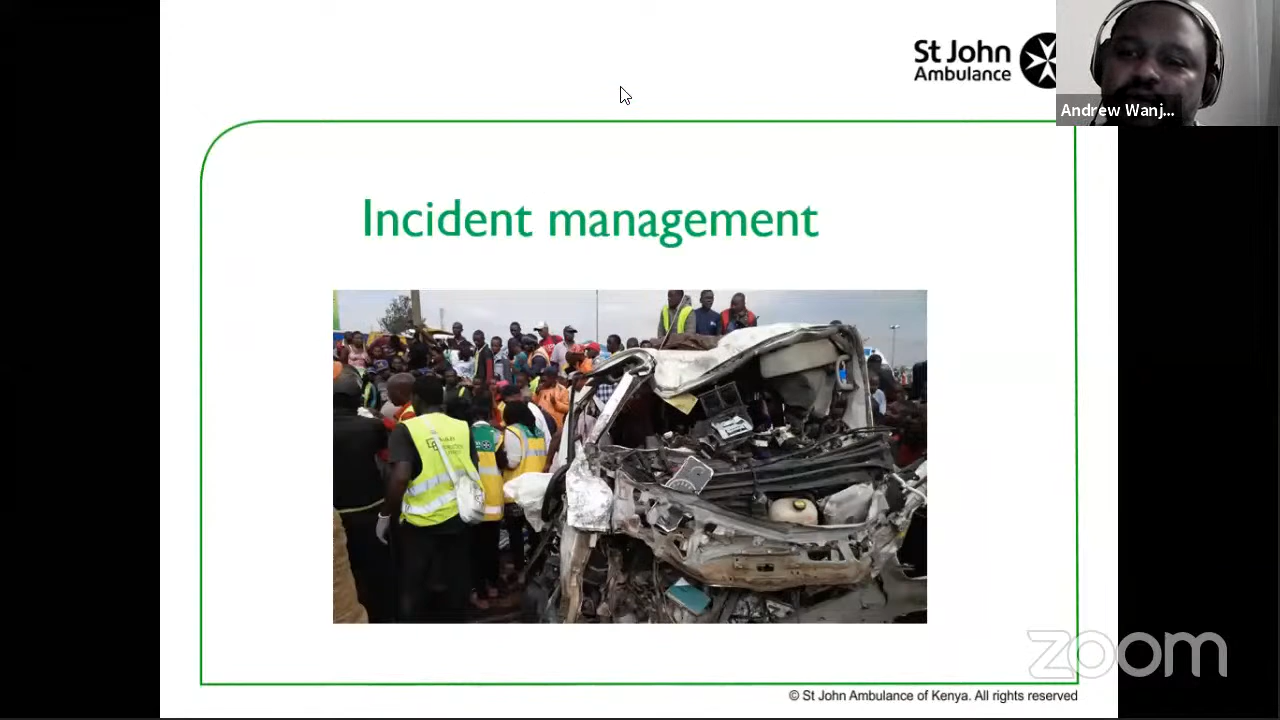 St John
Ambulance
Andrew Wanj...
Incident management
zoom
© St John Ambulance of Kenya. All rights reserved